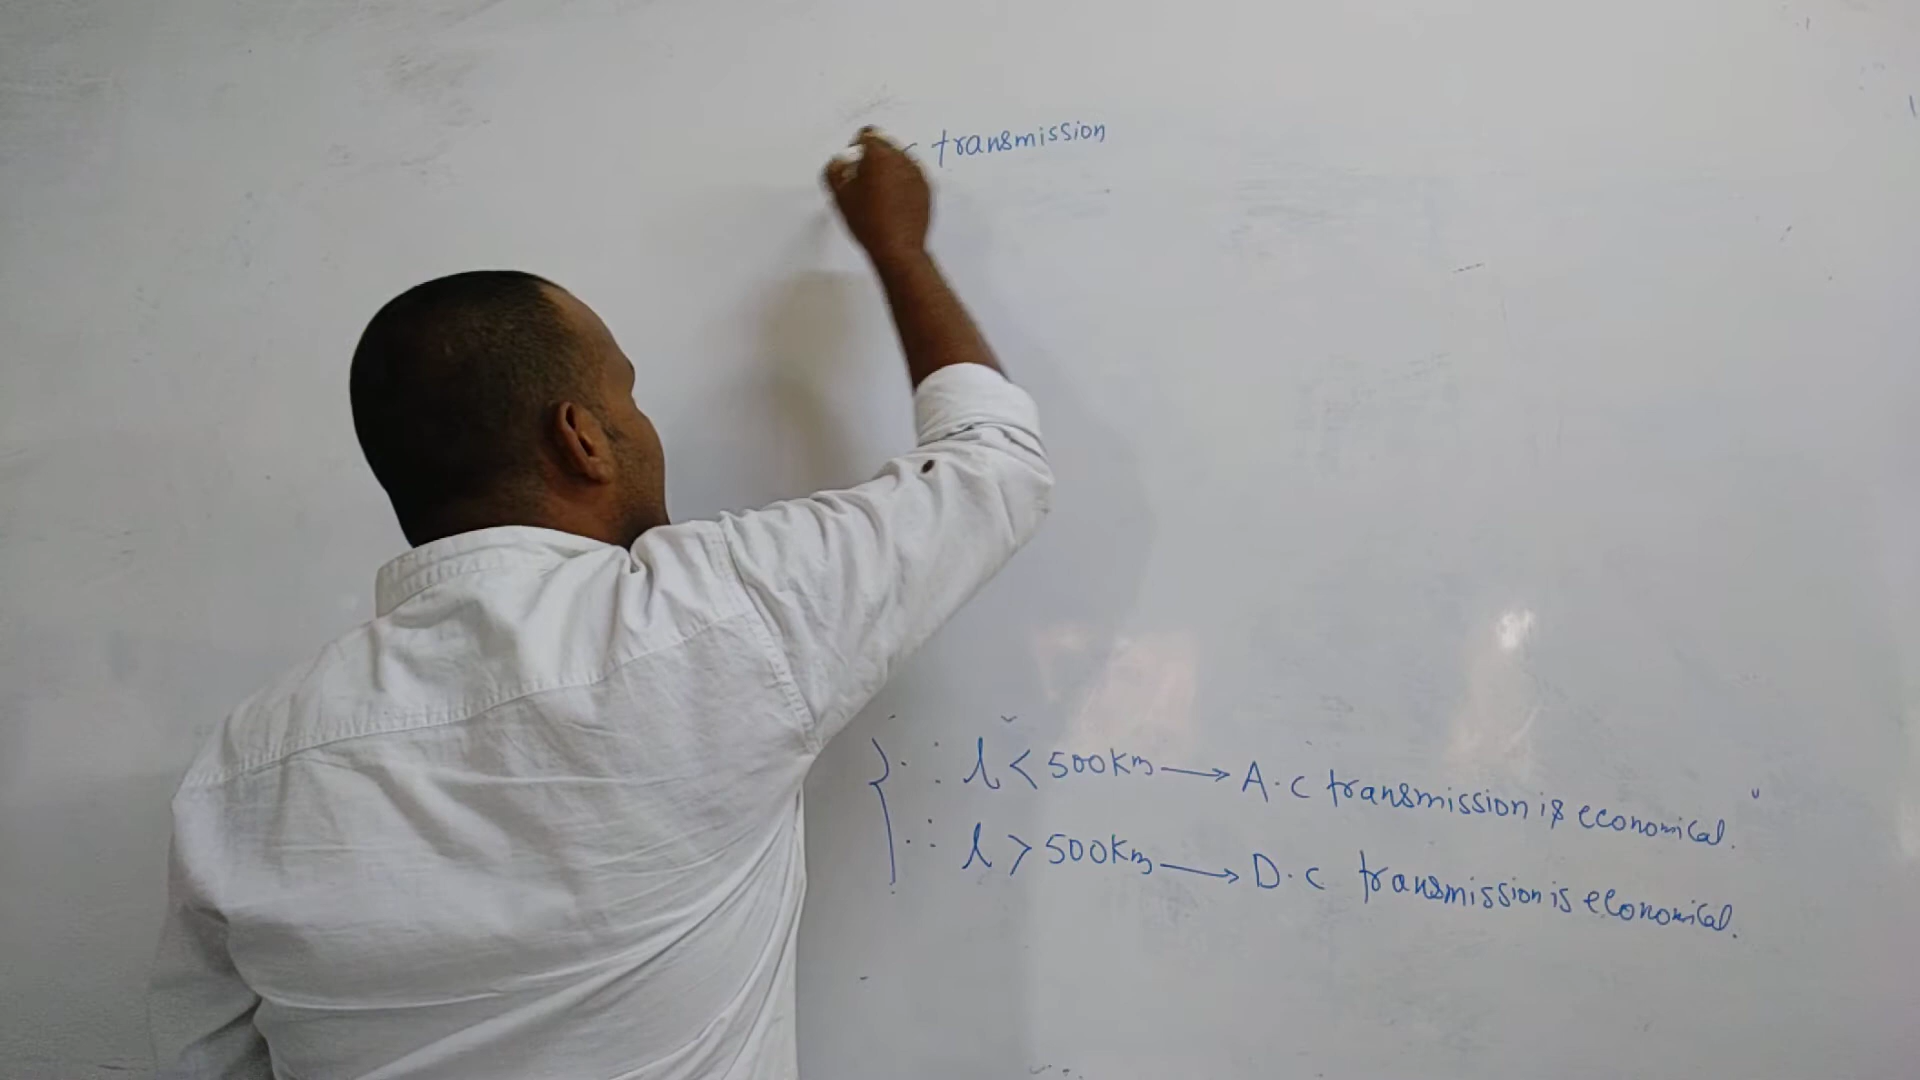 transmission
∴ l < 500Km → A.C transmission is economical.
∴ l > 500Km → D.C transmission is economical.